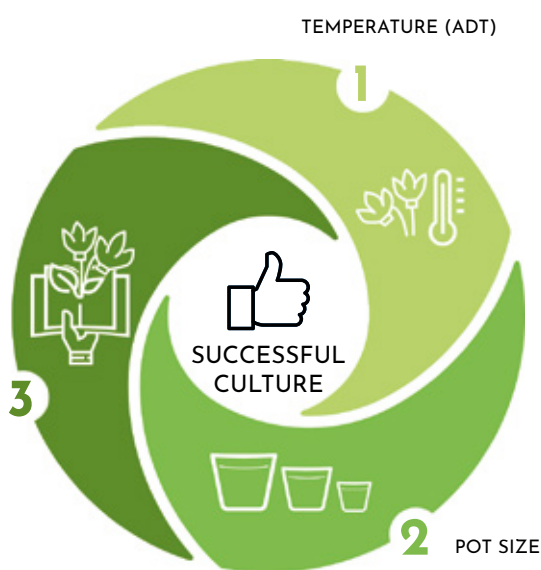 TEMPERATURE (ADT)
1
SUCCESSFUL
CULTURE
3
2 POT SIZE